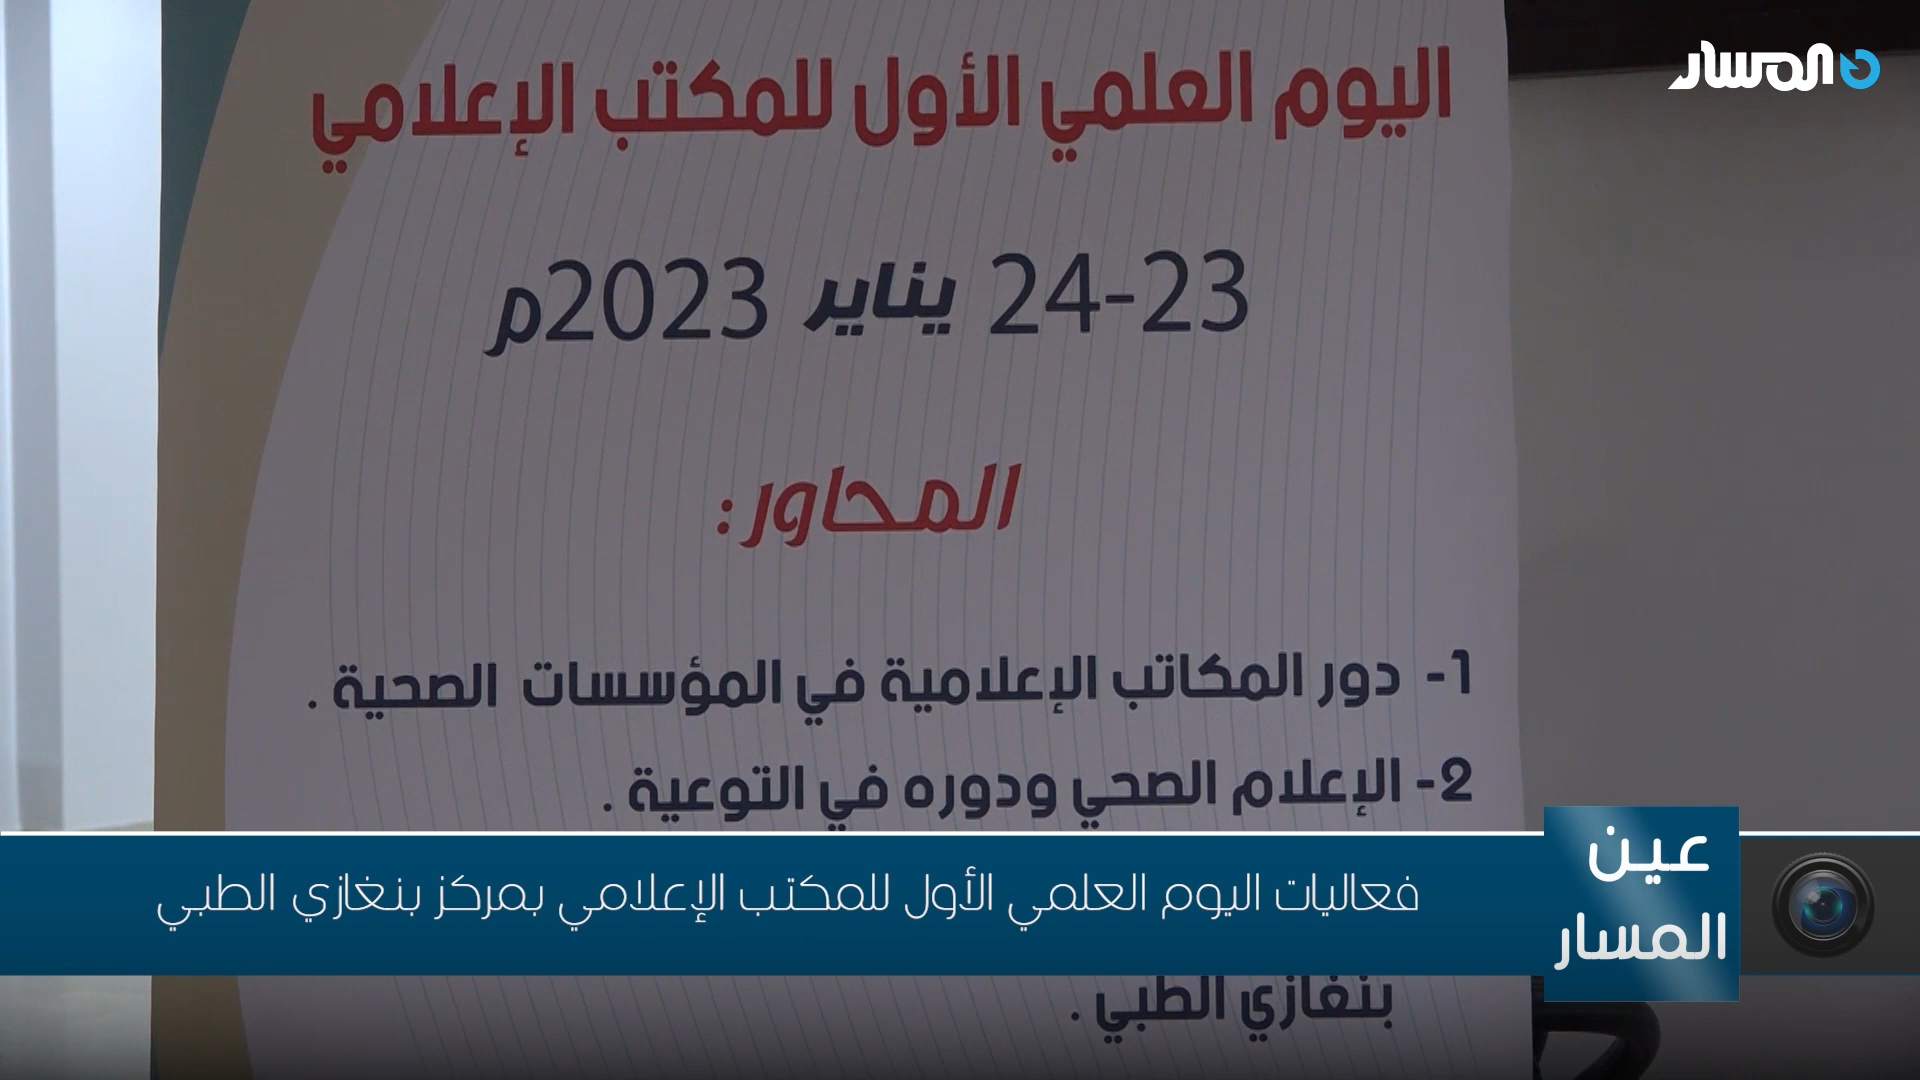 المسار
اليوم العلمي الأول للمكتب الإعلامي
23-24 يناير 2023م
المحاور:
1- دور المكاتب الإعلامية في المؤسسات الصحية .
2- الإعلام الصحي ودوره في التوعية .
عين
المسار
فعاليات اليوم العلمي الأول للمكتب الإعلامي بمركز بنغازي الطبي
بنغازي الطبي .